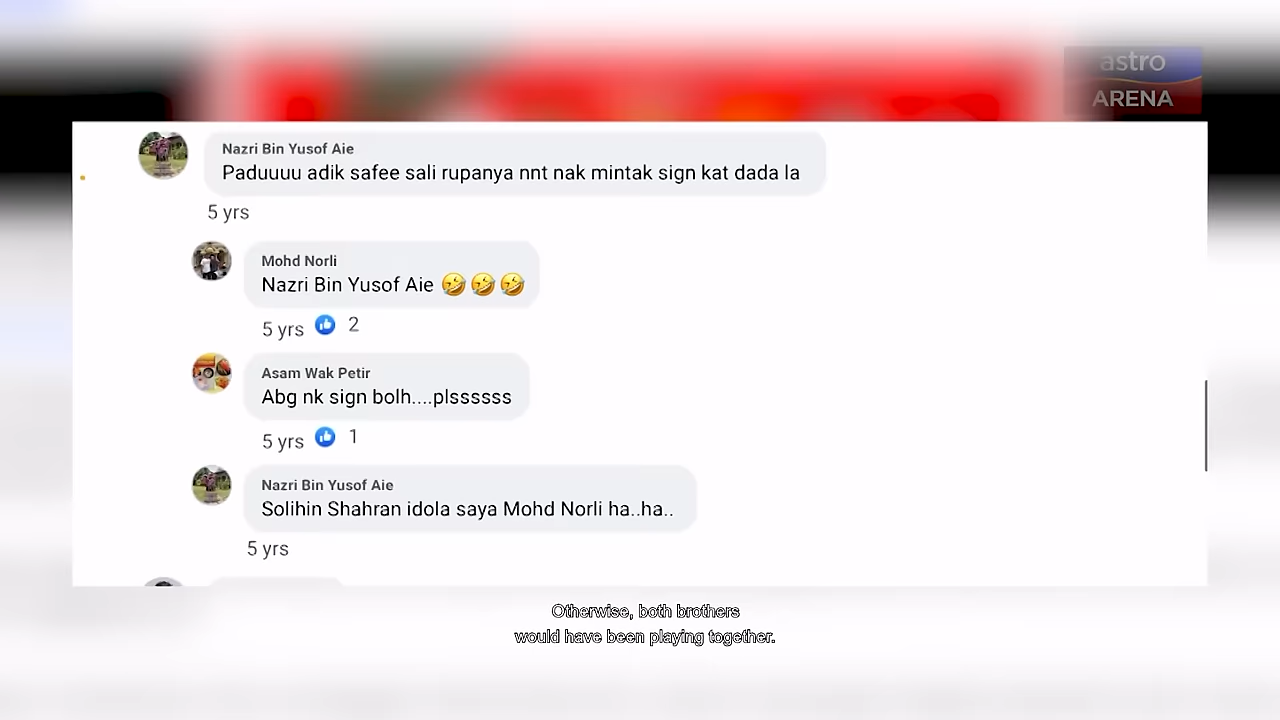 astro
ARENA
Nazri Bin Yusof Aie
Paduuuu adik safee sali rupanya nnt nak mintak sign kat dada la
5 yrs
Mohd Norli
Nazri Bin Yusof Aie 🤣🤣🤣
5 yrs 2
Asam Wak Petir
Abg nk sign bolh....plssssss
5 yrs 1
Nazri Bin Yusof Aie
Solihin Shahran idola saya Mohd Norli ha..ha..
5 yrs
Otherwise, both brothers
would have been playing together.